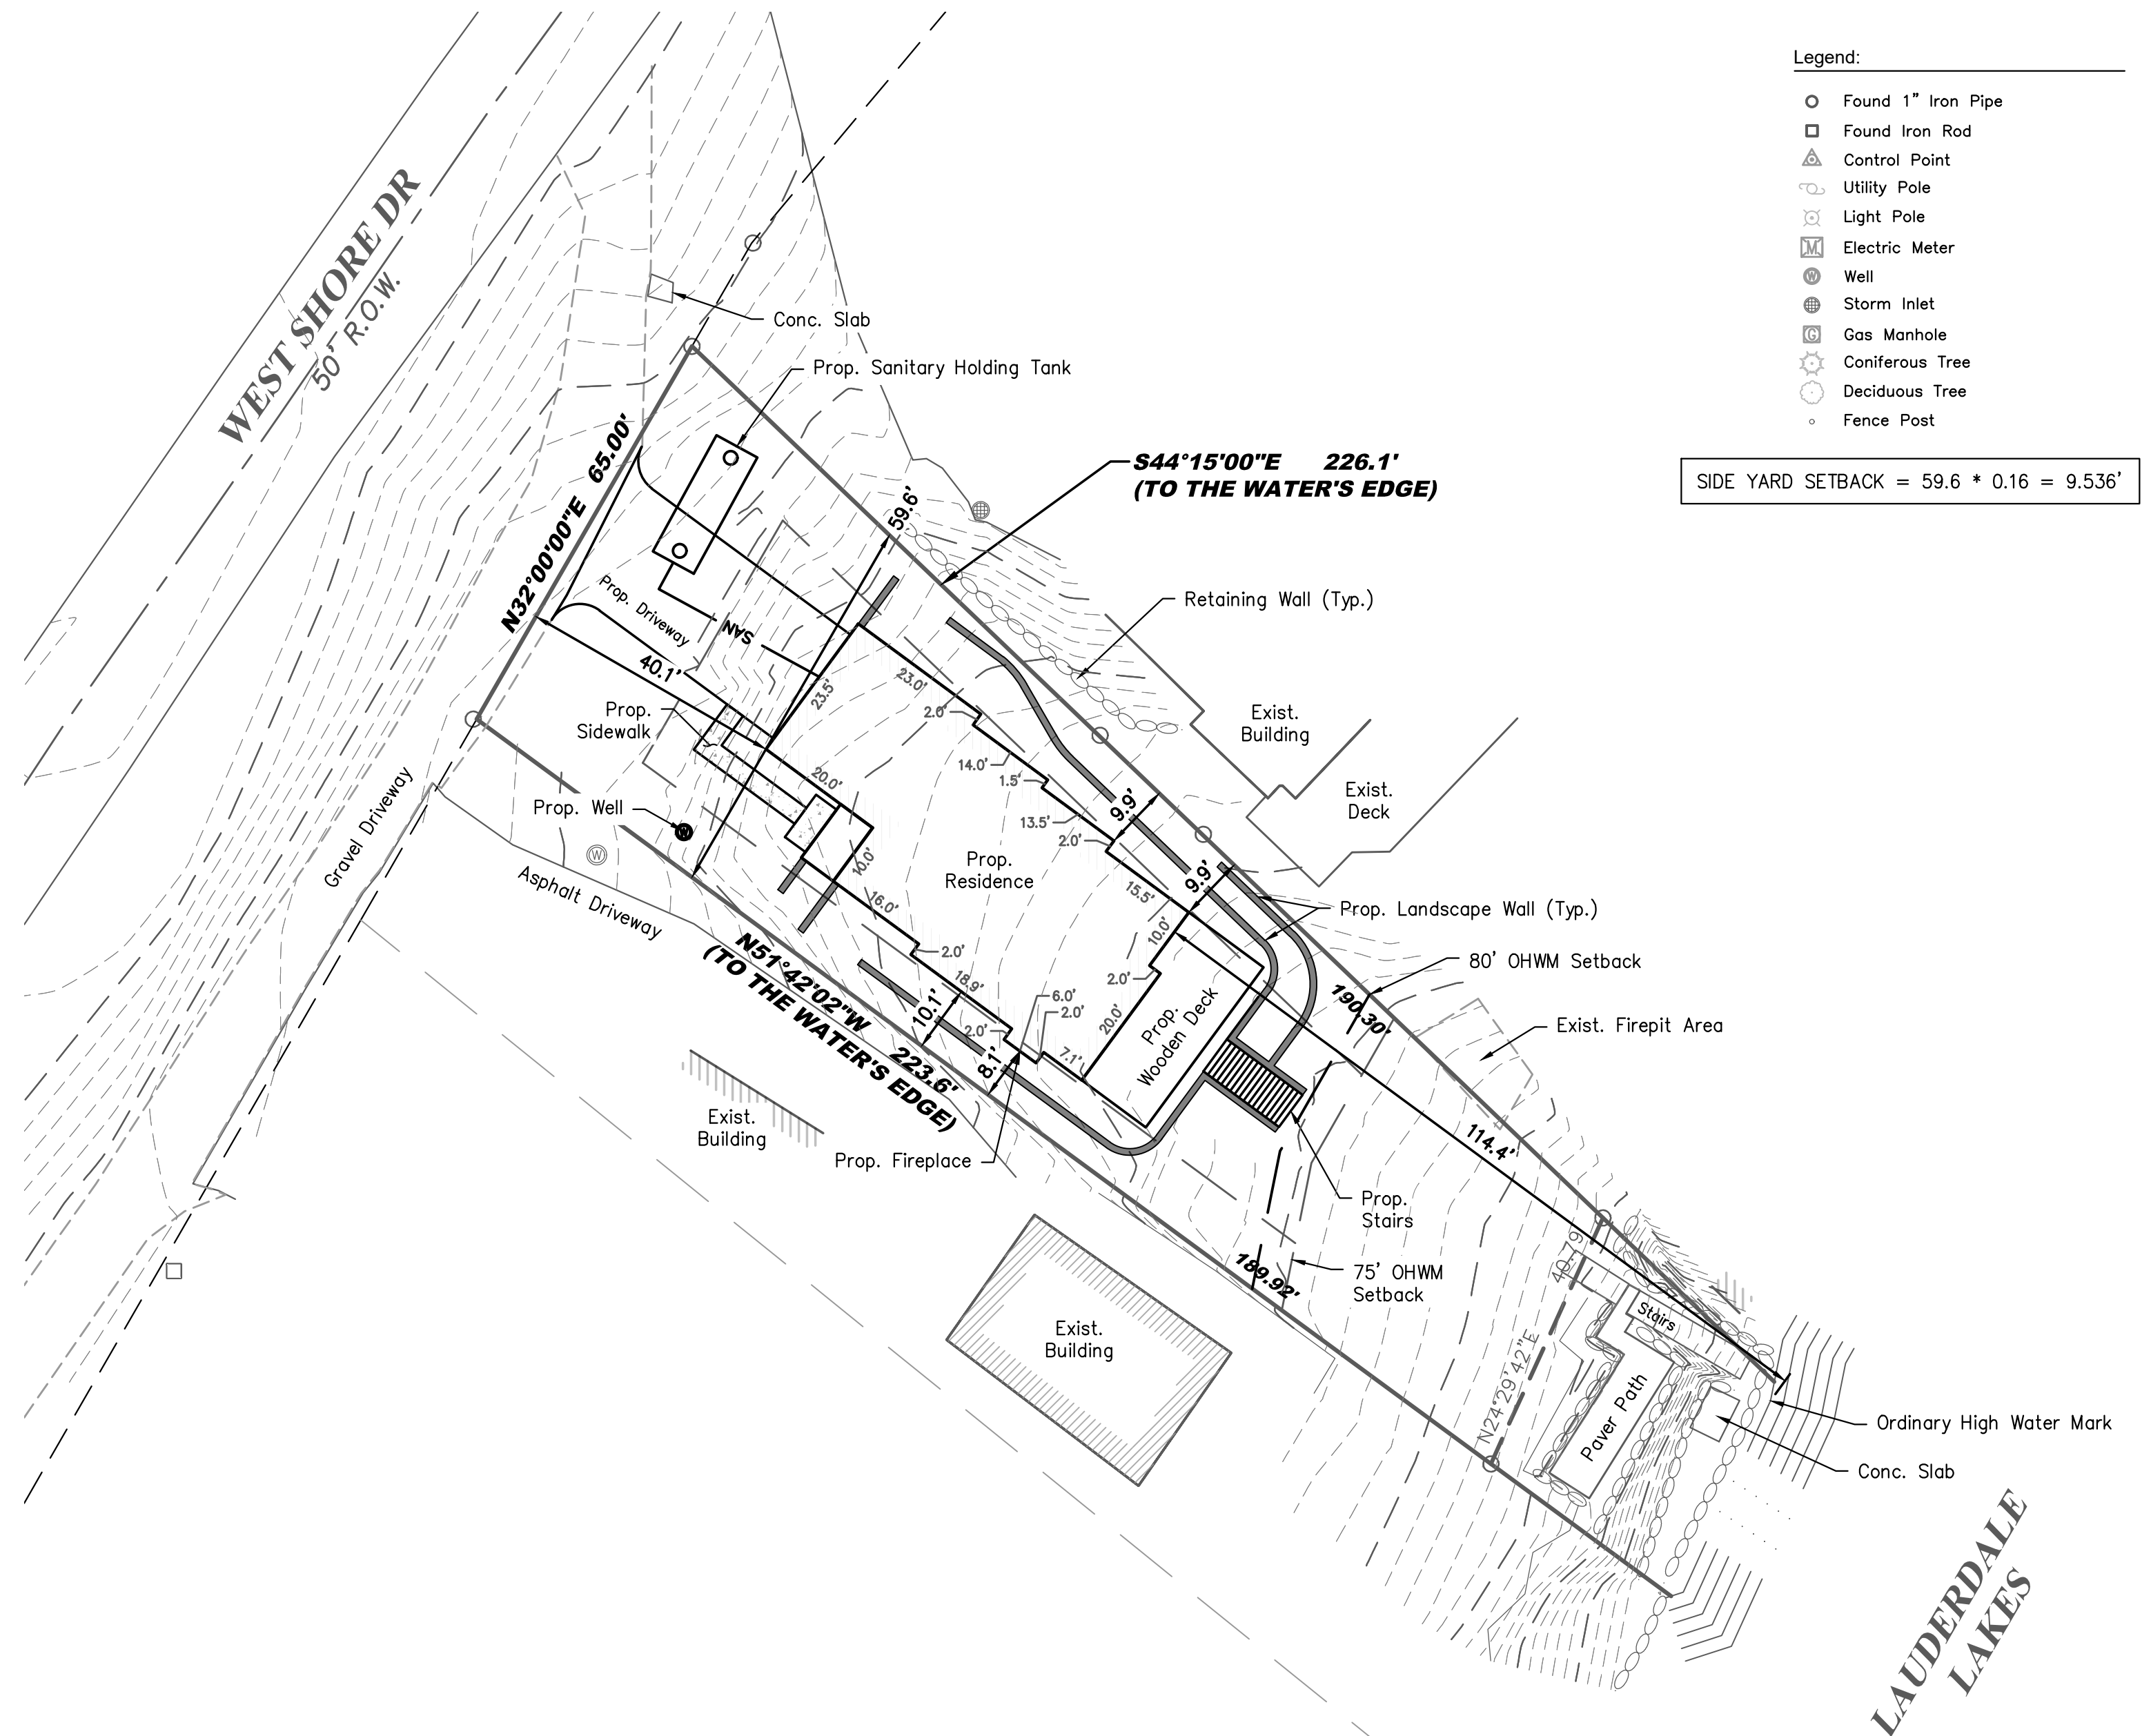 Legend:
Found 1" Iron Pipe
Found Iron Rod
Control Point
Utility Pole
Light Pole
M
Electric Meter
W
Well
Storm Inlet
G
Gas Manhole
Coniferous Tree
Deciduous Tree
Fence Post
SIDE YARD SETBACK = 59.6 * 0.16 = 9.536'
WEST SHORE DR
50' R.O.W.
Conc. Slab
Prop. Sanitary Holding Tank
N32°00'00"E 65.00'
S44°15'00"E 226.1'
(TO THE WATER'S EDGE)
59.6'
Retaining Wall (Typ.)
Prop. Driveway
SAN
40.1'
23.5'
23.0'
2.0'
Prop.
Sidewalk
Exist.
Building
14.0'
1.5'
20.0'
Exist.
Deck
Prop. Well
W
W
9.9'
13.5'
2.0'
Gravel Driveway
Asphalt Driveway
10.0'
Prop.
Residence
9.9'
15.5'
16.0'
Prop. Landscape Wall (Typ.)
10.0'
2.0'
80' OHWM Setback
N51°42'02"W 223.6'
(TO THE WATER'S EDGE)
18.9'
2.0'
6.0'
2.0'
190.30'
10.1'
2.0'
20.0'
Prop.
Wooden Deck
Exist. Firepit Area
8.1'
7.1'
Exist.
Building
Prop. Fireplace
114.4'
Prop.
Stairs
189.92'
75' OHWM
Setback
40.79'
N24°29'42"E
Stairs
Exist.
Building
Paver Path
Ordinary High Water Mark
Conc. Slab
LAUDERDALE
LAKES